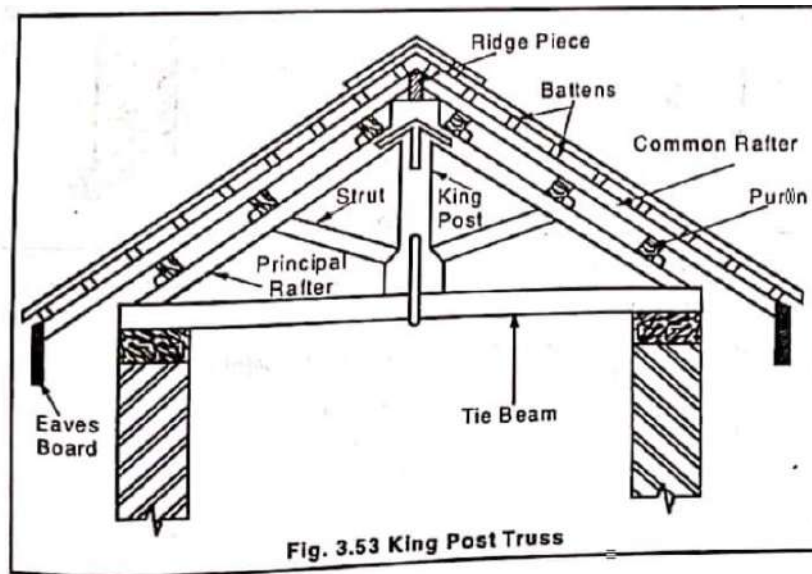 Ridge Piece
Battens
Common Rafter
Strut
King
Post
Principal
Rafter
Eaves
Board
Tie Beam
Fig. 3.53 King Post Truss